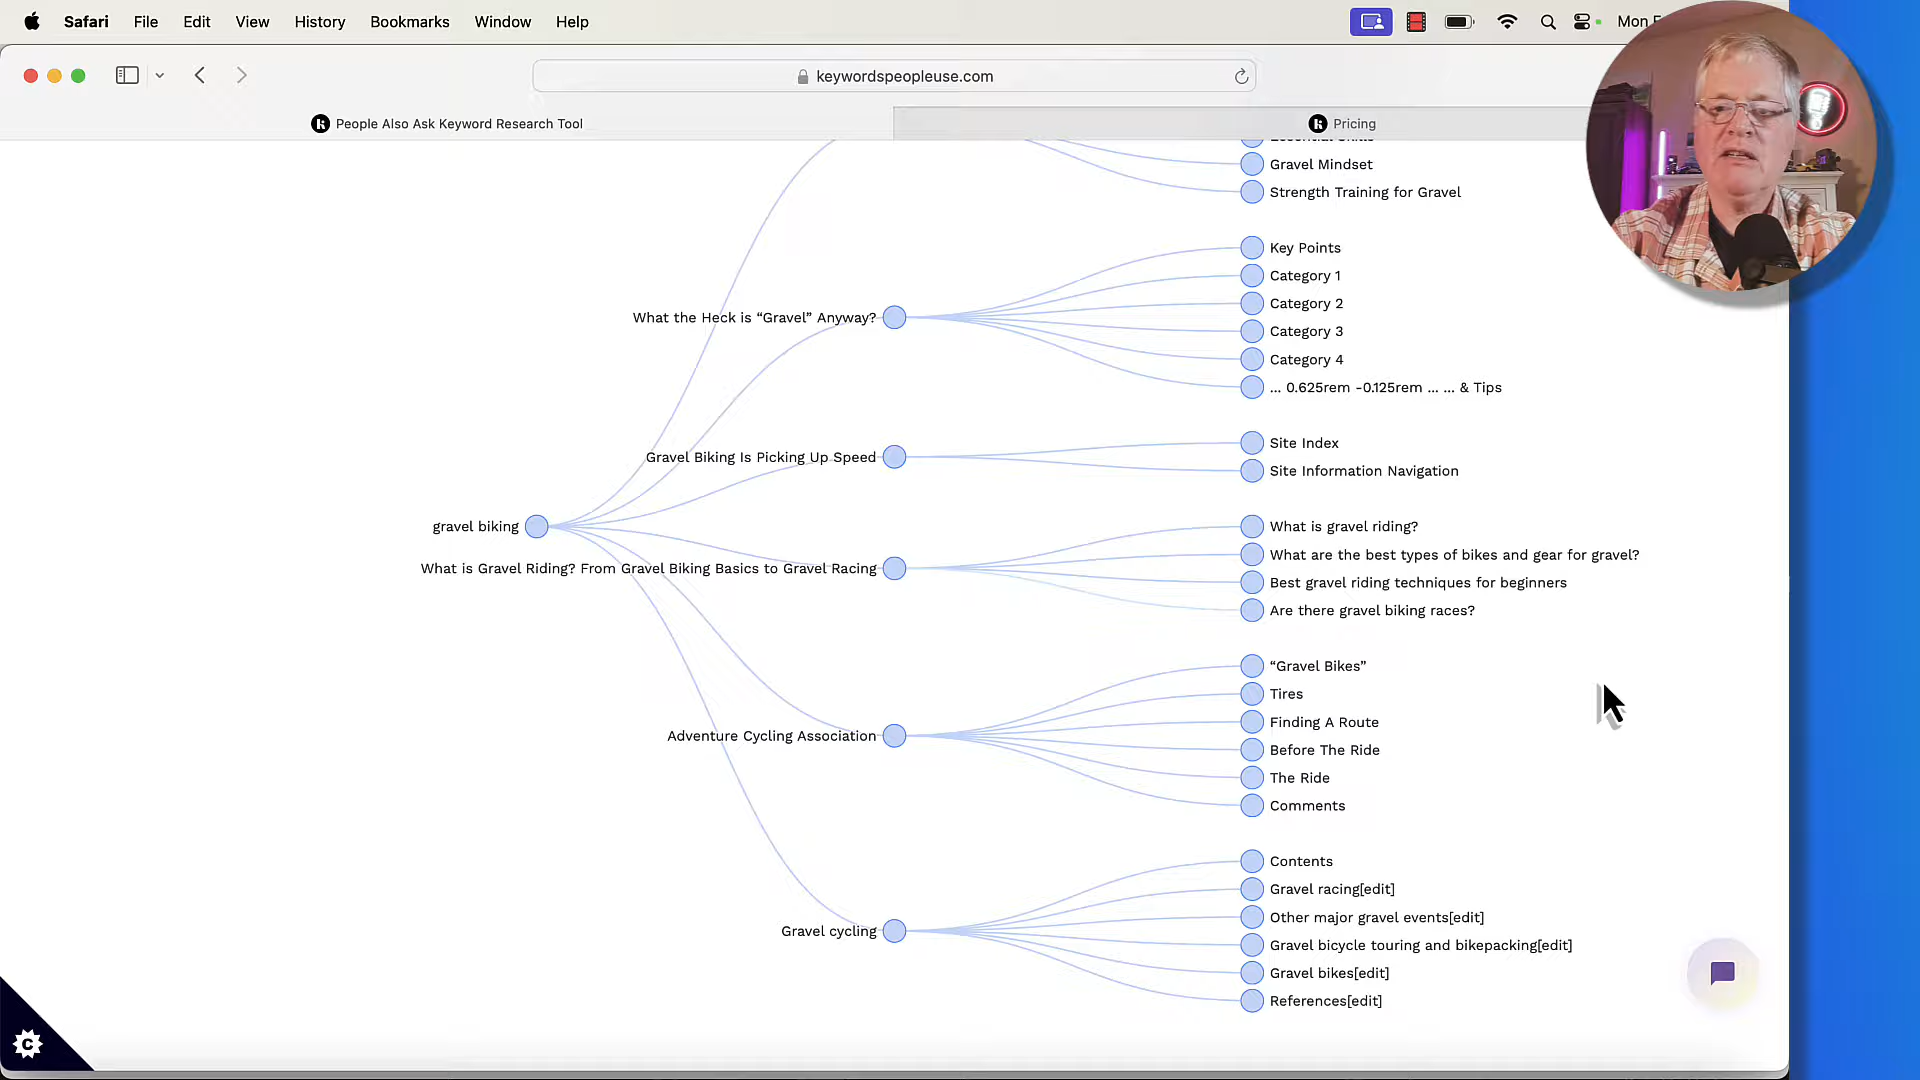 Safari File Edit View History Bookmarks Window Help Mon
keywordspeopleuse.com
People Also Ask Keyword Research Tool
Pricing
Essential Skills
Gravel Mindset
Strength Training for Gravel
What the Heck is “Gravel” Anyway?
Key Points
Category 1
Category 2
Category 3
Category 4
... 0.625rem -0.125rem ... ... & Tips
Gravel Biking Is Picking Up Speed
Site Index
Site Information Navigation
gravel biking
What is Gravel Riding? From Gravel Biking Basics to Gravel Racing
What is gravel riding?
What are the best types of bikes and gear for gravel?
Best gravel riding techniques for beginners
Are there gravel biking races?
Adventure Cycling Association
“Gravel Bikes”
Tires
Finding A Route
Before The Ride
The Ride
Comments
Gravel cycling
Contents
Gravel racing[edit]
Other major gravel events[edit]
Gravel bicycle touring and bikepacking[edit]
Gravel bikes[edit]
References[edit]
C